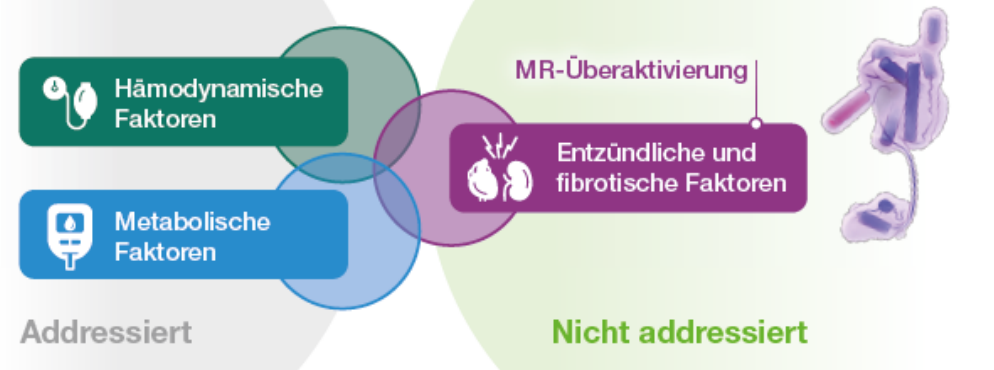 Hämodynamische
Faktoren
Metabolische
Faktoren
Addressiert
MR-Überaktivierung
Entzündliche und
fibrotische Faktoren
Nicht addressiert